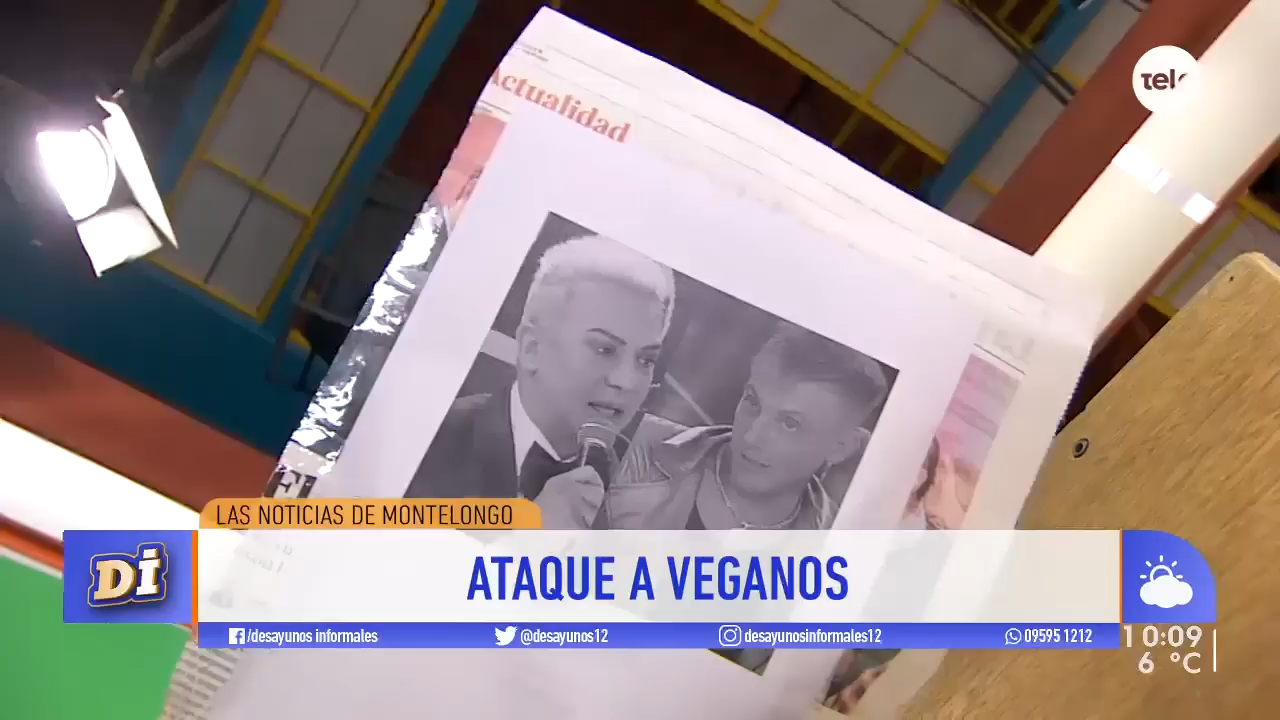 Actualidad
tele
LAS NOTICIAS DE MONTELONGO
Di
ATAQUE A VEGANOS
/desayunos informales
@desayunos12
desayunosinformales12
09595 1212
10:09
6 °C